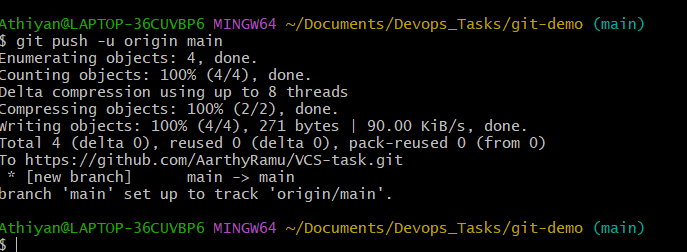 Athiyan@LAPTOP-36CUVBP6 MINGW64 ~/Documents/Devops_Tasks/git-demo (main)
$ git push -u origin main
Enumerating objects: 4, done.
Counting objects: 100% (4/4), done.
Delta compression using up to 8 threads
Compressing objects: 100% (2/2), done.
Writing objects: 100% (4/4), 271 bytes | 90.00 KiB/s, done.
Total 4 (delta 0), reused 0 (delta 0), pack-reused 0 (from 0)
To https://github.com/AarthyRamu/VCS-task.git
 * [new branch]      main -> main
branch 'main' set up to track 'origin/main'.
Athiyan@LAPTOP-36CUVBP6 MINGW64 ~/Documents/Devops_Tasks/git-demo (main)
$